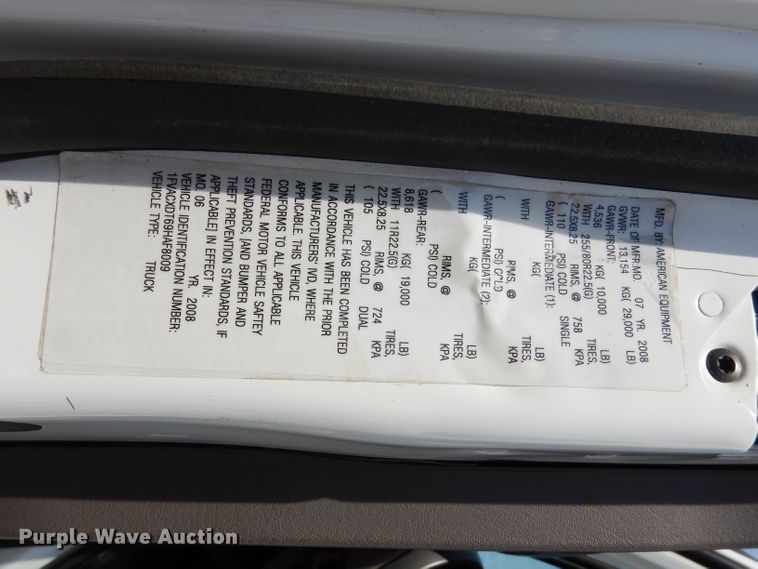 MFD. BY: AMERICAN EQUIPMENT
DATE OF MFR: MO. 07 YR. 2008
GVWR: 13,154 KG( 29,000 LB)
GAWR-FRONT:
4,536 KG( 10,000 LB)
WITH 255/80R22.5(G) TIRES,
22.5X8.25 RIMS, @ 758 KPA
( 110 PSI) COLD SINGLE
GAWR-INTERMEDIATE (1):
KG( LB)
WITH TIRES,
RIMS, @ KPA
( PSI) COLD
GAWR-INTERMEDIATE (2):
KG( LB)
WITH TIRES,
RIMS, @ KPA
( PSI) COLD
GAWR-REAR:
8,618 KG( 19,000 LB)
WITH 11R22.5(G) TIRES,
22.5X8.25 RIMS, @ 724 KPA
( 105 PSI) COLD DUAL
THIS VEHICLE HAS BEEN COMPLETED
IN ACCORDANCE WITH THE PRIOR
MANUFACTURERS' IVD, WHERE
APPLICABLE. THIS VEHICLE
CONFORMS TO ALL APPLICABLE
FEDERAL MOTOR VEHICLE SAFTEY
STANDARDS, [AND BUMPER AND
THEFT PREVENTION STANDARDS, IF
APPLICABLE] IN EFFECT IN:
MO. 06 YR. 2008
VEHICLE IDENTIFICATION NUMBER:
1FVACXDT69HAF8009
VEHICLE TYPE: TRUCK
Purple Wave Auction